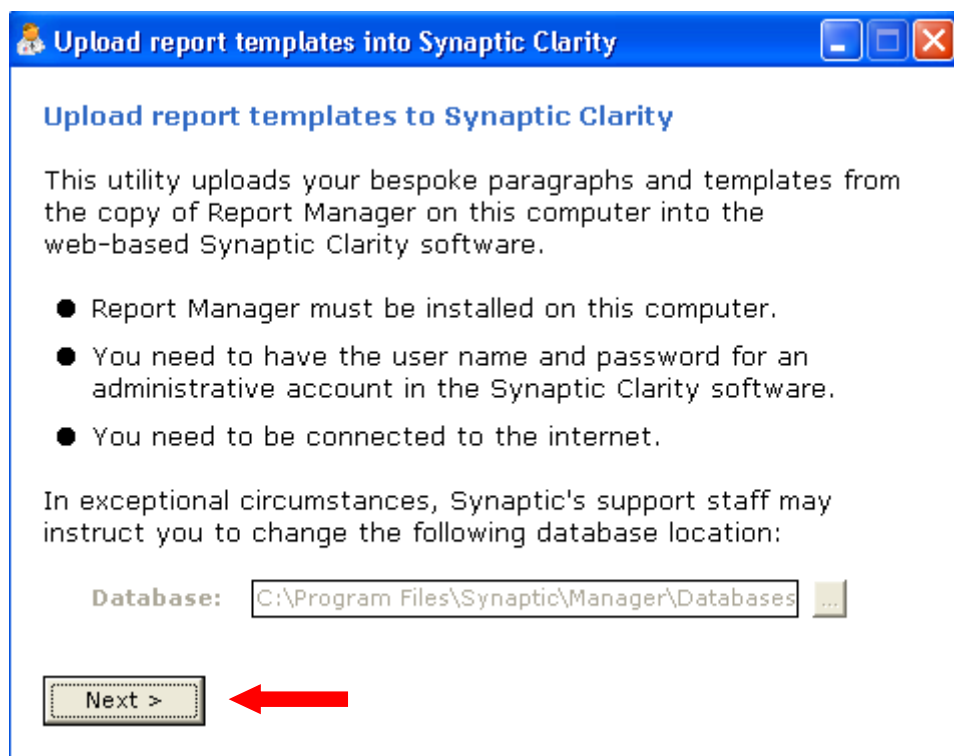 Upload report templates into Synaptic Clarity
Upload report templates to Synaptic Clarity
This utility uploads your bespoke paragraphs and templates from
the copy of Report Manager on this computer into the
web-based Synaptic Clarity software.
● Report Manager must be installed on this computer.
● You need to have the user name and password for an
administrative account in the Synaptic Clarity software.
● You need to be connected to the internet.
In exceptional circumstances, Synaptic's support staff may
instruct you to change the following database location:
Database: C:\Program Files\Synaptic\Manager\Databases ...
Next >